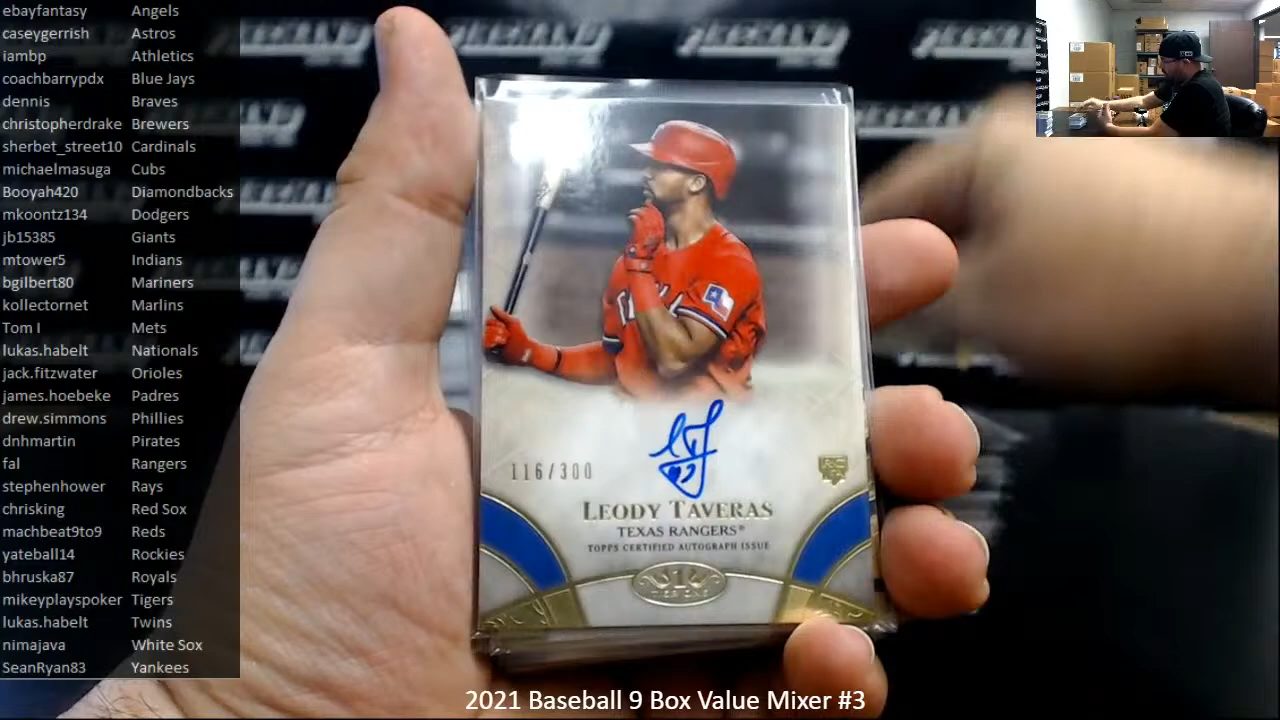 ebayfantasy Angels
caseygerrish Astros
iambp Athletics
coachbarrypdx Blue Jays
dennis Braves
christopherdrake Brewers
sherbet_street10 Cardinals
michaelmasuga Cubs
Booyah420 Diamondbacks
mkoontz134 Dodgers
jb15385 Giants
mtower5 Indians
bgilbert80 Mariners
kollectornet Marlins
Tom I Mets
lukas.habelt Nationals
jack.fitzwater Orioles
james.hoebeke Padres
drew.simmons Phillies
dnhmartin Pirates
fal Rangers
stephenhower Rays
chrisking Red Sox
machbeat9to9 Reds
yateball14 Rockies
bhruska87 Royals
mikeyplayspoker Tigers
lukas.habelt Twins
nimajava White Sox
SeanRyan83 Yankees
116/300
RC
LEODY TAVERAS
TEXAS RANGERS®
TOPPS CERTIFIED AUTOGRAPH ISSUE
1
TIER ONE
2021 Baseball 9 Box Value Mixer #3